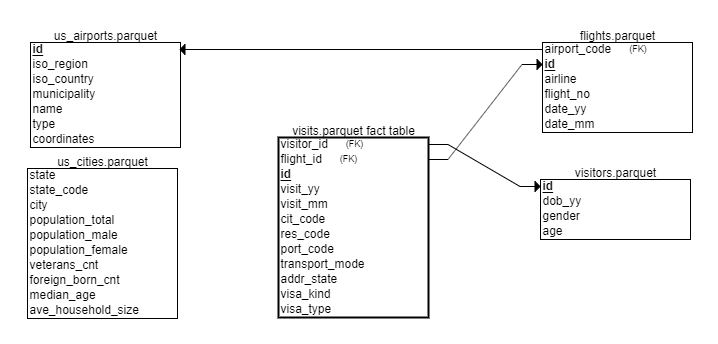 us_airports.parquet
id
iso_region
iso_country
municipality
name
type
coordinates
us_cities.parquet
state
state_code
city
population_total
population_male
population_female
veterans_cnt
foreign_born_cnt
median_age
ave_household_size
visits.parquet fact table
visitor_id (FK)
flight_id (FK)
id
visit_yy
visit_mm
cit_code
res_code
port_code
transport_mode
addr_state
visa_kind
visa_type
flights.parquet
airport_code (FK)
id
airline
flight_no
date_yy
date_mm
visitors.parquet
id
dob_yy
gender
age